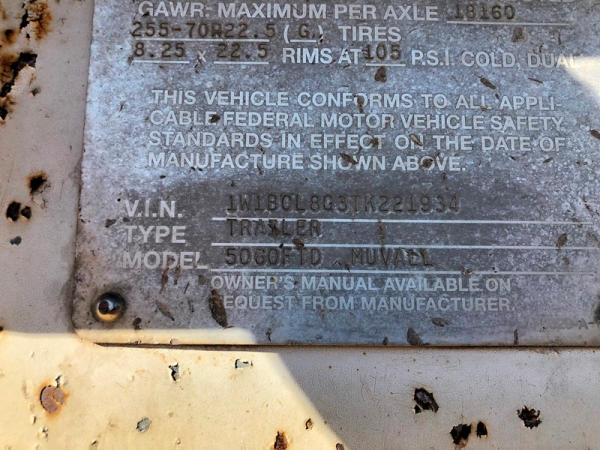 GAWR: MAXIMUM PER AXLE 18160
255-70R22.5 (G) TIRES
8.25 x 22.5 RIMS AT 105 P.S.I. COLD, DUAL
THIS VEHICLE CONFORMS TO ALL APPLI-
CABLE FEDERAL MOTOR VEHICLE SAFETY
STANDARDS IN EFFECT ON THE DATE OF
MANUFACTURE SHOWN ABOVE.
V.I.N.
TYPE TRAILER
MODEL MUVALL
OWNER'S MANUAL AVAILABLE ON
REQUEST FROM MANUFACTURER